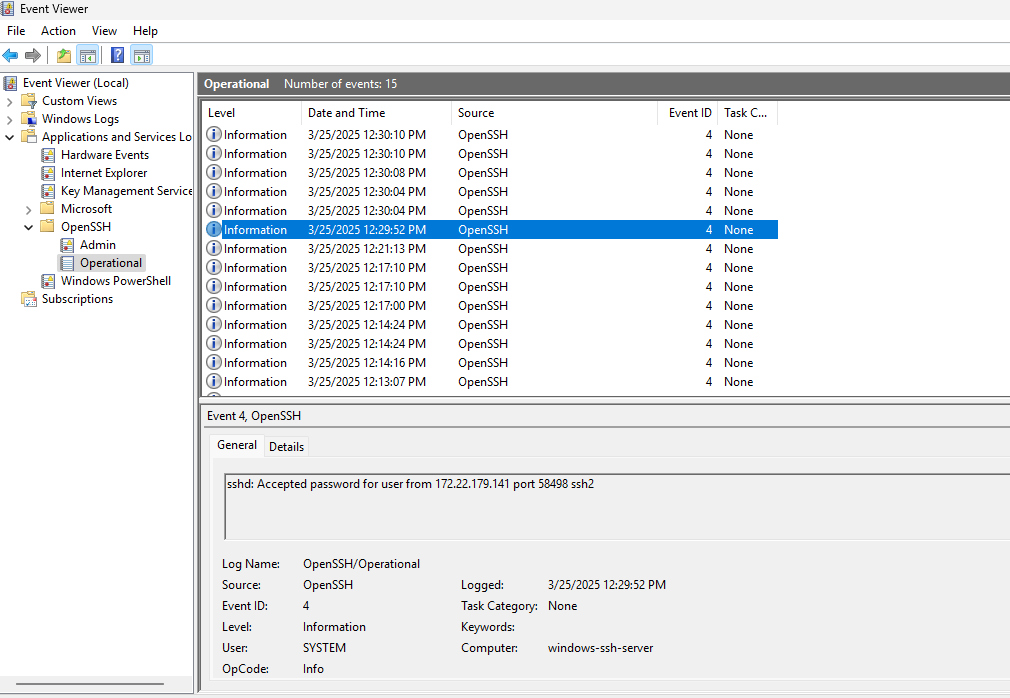 Event Viewer
File Action View Help
Event Viewer (Local)
Custom Views
Windows Logs
Applications and Services Lo
Hardware Events
Internet Explorer
Key Management Service
Microsoft
OpenSSH
Admin
Operational
Windows PowerShell
Subscriptions
Operational Number of events: 15
Level Date and Time Source Event ID Task C...
Information 3/25/2025 12:30:10 PM OpenSSH 4 None
Information 3/25/2025 12:30:10 PM OpenSSH 4 None
Information 3/25/2025 12:30:08 PM OpenSSH 4 None
Information 3/25/2025 12:30:04 PM OpenSSH 4 None
Information 3/25/2025 12:30:04 PM OpenSSH 4 None
Information 3/25/2025 12:29:52 PM OpenSSH 4 None
Information 3/25/2025 12:21:13 PM OpenSSH 4 None
Information 3/25/2025 12:17:10 PM OpenSSH 4 None
Information 3/25/2025 12:17:10 PM OpenSSH 4 None
Information 3/25/2025 12:17:00 PM OpenSSH 4 None
Information 3/25/2025 12:14:24 PM OpenSSH 4 None
Information 3/25/2025 12:14:24 PM OpenSSH 4 None
Information 3/25/2025 12:14:16 PM OpenSSH 4 None
Information 3/25/2025 12:13:07 PM OpenSSH 4 None
Event 4, OpenSSH
General Details
sshd: Accepted password for user from 172.22.179.141 port 58498 ssh2
Log Name: OpenSSH/Operational
Source: OpenSSH Logged: 3/25/2025 12:29:52 PM
Event ID: 4 Task Category: None
Level: Information Keywords:
User: SYSTEM Computer: windows-ssh-server
OpCode: Info